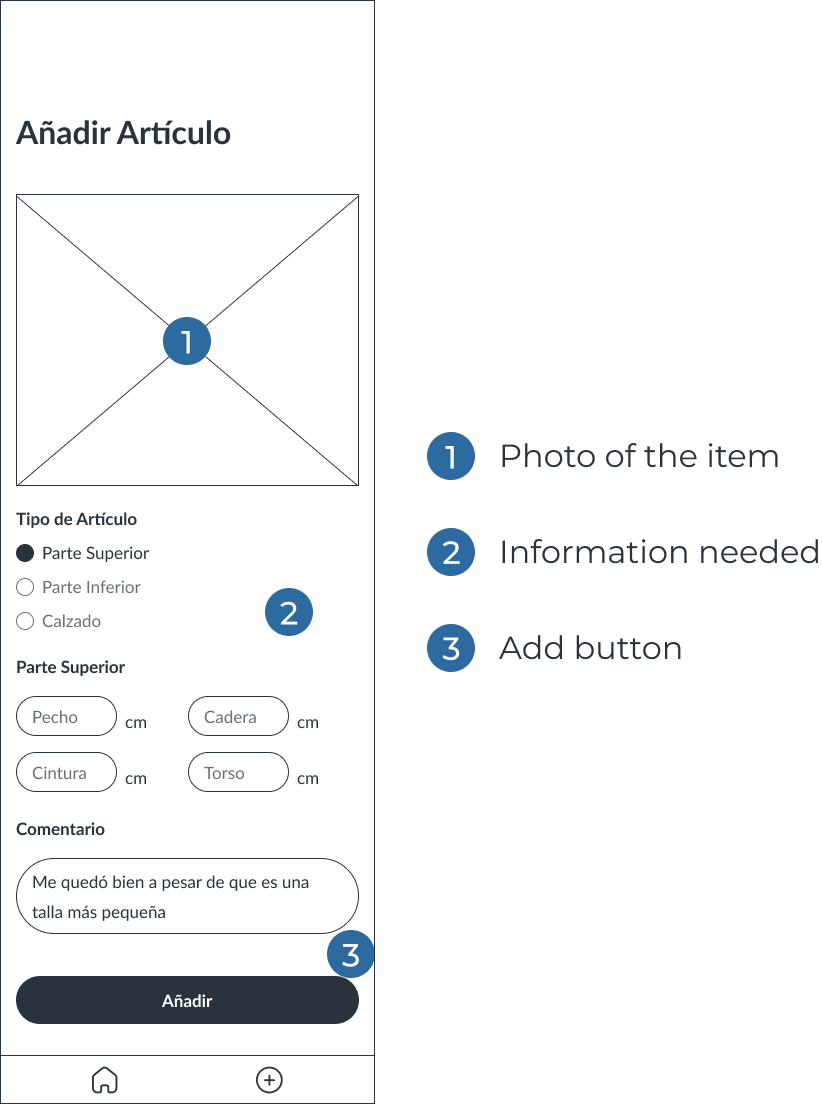 Añadir Artículo
1
Tipo de Artículo
Parte Superior
Parte Inferior
Calzado
2
Parte Superior
Pecho cm Cadera cm
Cintura cm Torso cm
Comentario
Me quedó bien a pesar de que es una
talla más pequeña
3
Añadir
1 Photo of the item
2 Information needed
3 Add button